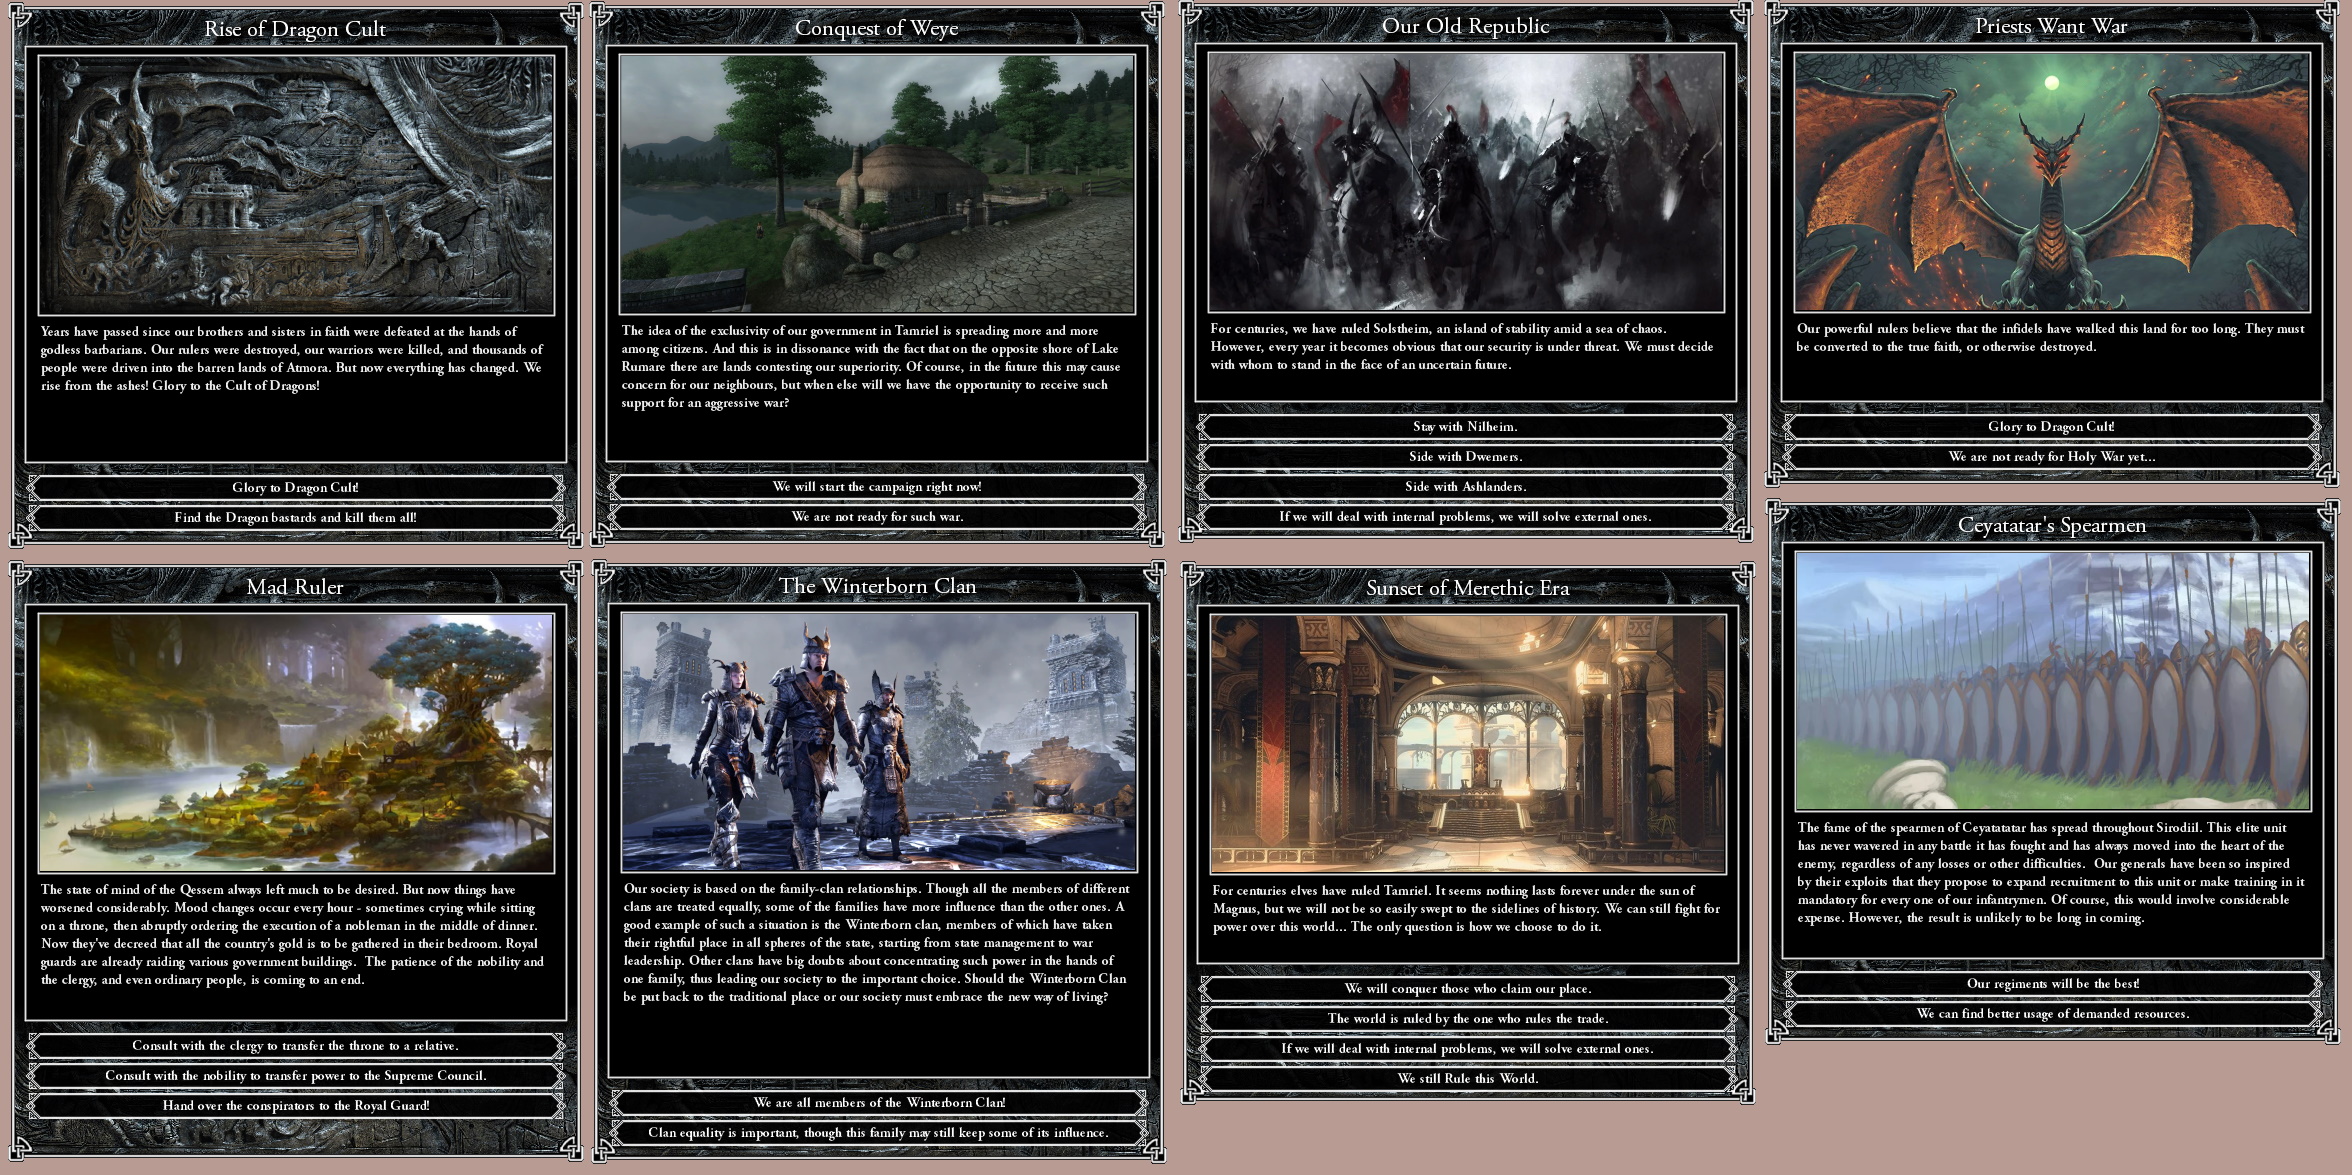 Rise of Dragon Cult
Years have passed since our brothers and sisters in faith were defeated at the hands of
godless barbarians. Our rulers were destroyed, our warriors were killed, and thousands of
people were driven into the barren lands of Atmora. But now everything has changed. We
rise from the ashes! Glory to the Cult of Dragons!
Glory to Dragon Cult!
Find the Dragon bastards and kill them all!
Conquest of Weye
The idea of the exclusivity of our government in Tamriel is spreading more and more
among citizens. And this is in dissonance with the fact that on the opposite shore of Lake
Rumare there are lands contesting our superiority. Of course, in the future this may cause
concern for our neighbours, but when else will we have the opportunity to receive such
support for an aggressive war?
We will start the campaign right now!
We are not ready for such war.
Our Old Republic
For centuries, we have ruled Solstheim, an island of stability amid a sea of chaos.
However, every year it becomes obvious that our security is under threat. We must decide
with whom to stand in the face of an uncertain future.
Stay with Nilheim.
Side with Dwemers.
Side with Ashlanders.
If we will deal with internal problems, we will solve external ones.
Priests Want War
Our powerful rulers believe that the infidels have walked this land for too long. They must
be converted to the true faith, or otherwise destroyed.
Glory to Dragon Cult!
We are not ready for Holy War yet...
Mad Ruler
The state of mind of the Qessem always left much to be desired. But now things have
worsened considerably. Mood changes occur every hour - sometimes crying while sitting
on a throne, then abruptly ordering the execution of a nobleman in the middle of dinner.
Now they've decreed that all the country's gold is to be gathered in their bedroom. Royal
guards are already raiding various government buildings.  The patience of the nobility and
the clergy, and even ordinary people, is coming to an end.
Consult with the clergy to transfer the throne to a relative.
Consult with the nobility to transfer power to the Supreme Council.
Hand over the conspirators to the Royal Guard!
The Winterborn Clan
Our society is based on the family-clan relationships. Though all the members of different
clans are treated equally, some of the families have more influence than the other ones. A
good example of such a situation is the Winterborn clan, members of which have taken
their rightful place in all spheres of the state, starting from state management to war
leadership. Other clans have big doubts about concentrating such power in the hands of
one family, thus leading our society to the important choice. Should the Winterborn Clan
be put back to the traditional place or our society must embrace the new way of living?
We are all members of the Winterborn Clan!
Clan equality is important, though this family may still keep some of its influence.
Sunset of Merethic Era
For centuries elves have ruled Tamriel. It seems nothing lasts forever under the sun of
Magnus, but we will not be so easily swept to the sidelines of history. We can still fight for
power over this world... The only question is how we choose to do it.
We will conquer those who claim our place.
The world is ruled by the one who rules the trade.
If we will deal with internal problems, we will solve external ones.
We still Rule this World.
Ceyatatar's Spearmen
The fame of the spearmen of Ceyatatatar has spread throughout Sirodiil. This elite unit
has never wavered in any battle it has fought and has always moved into the heart of the
enemy, regardless of any losses or other difficulties.  Our generals have been so inspired
by their exploits that they propose to expand recruitment to this unit or make training in it
mandatory for every one of our infantrymen. Of course, this would involve considerable
expense. However, the result is unlikely to be long in coming.
Our regiments will be the best!
We can find better usage of demanded resources.